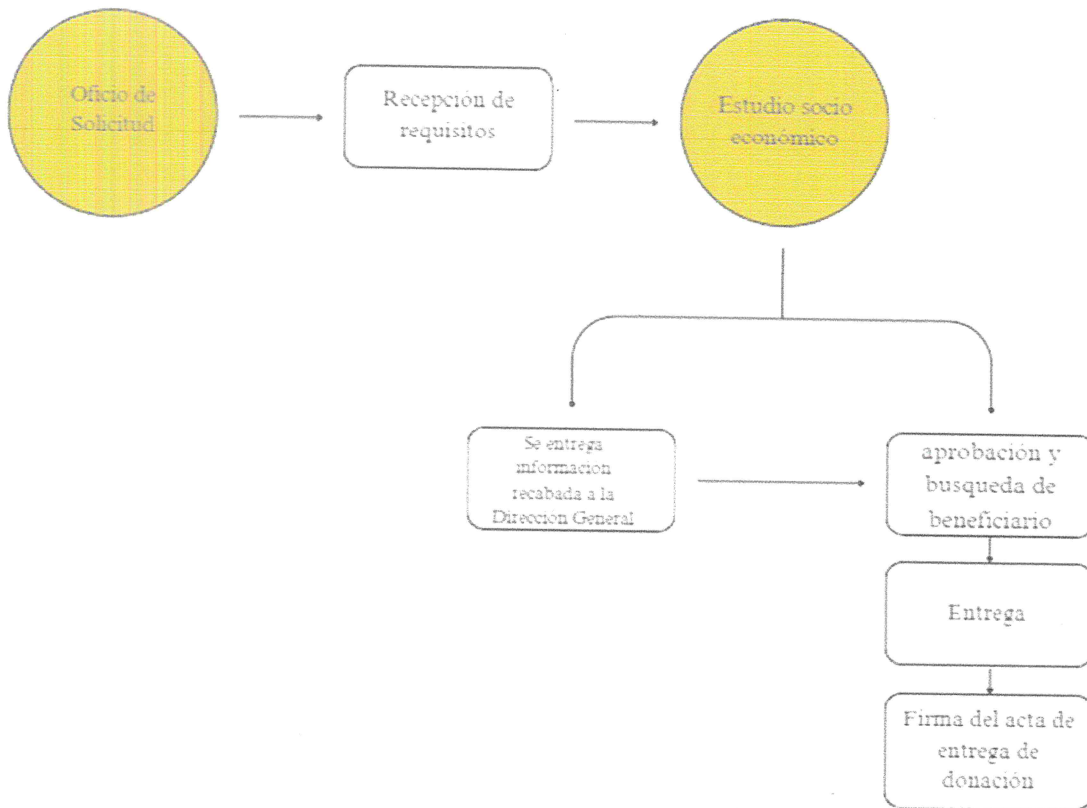 Oficio de
Solicitud
Recepción de
requisitos
Estudio socio
económico
Se entrega
informacion
recabada a la
Dirección General
aprobación y
busqueda de
beneficiario
Entrega
Firma del acta de
entrega de
donación